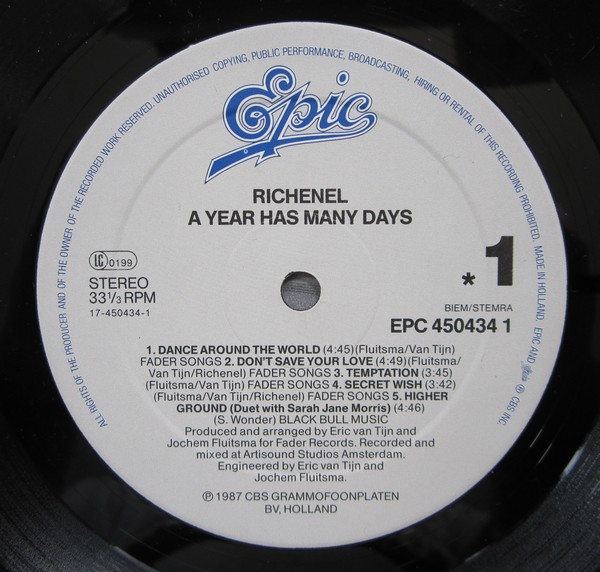 ALL RIGHTS OF THE PRODUCER AND OF THE OWNER OF THE RECORDED WORK RESERVED. UNAUTHORISED COPYING, PUBLIC PERFORMANCE, BROADCASTING, HIRING OR RENTAL OF THIS RECORDING PROHIBITED. MADE IN HOLLAND. EPIC AND Epic ® CBS INC.
Epic
RICHENEL
A YEAR HAS MANY DAYS
LC 0199
STEREO
33 1/3 RPM
17-450434-1
* 1
BIEM/STEMRA
EPC 450434 1
1. DANCE AROUND THE WORLD (4:45)(Fluitsma/Van Tijn)
FADER SONGS 2. DON'T SAVE YOUR LOVE (4:49)(Fluitsma/
Van Tijn/Richenel) FADER SONGS 3. TEMPTATION (3:45)
(Fluitsma/Van Tijn) FADER SONGS 4. SECRET WISH (3:42)
(Fluitsma/Van Tijn/Richenel) FADER SONGS 5. HIGHER
GROUND (Duet with Sarah Jane Morris) (4:46)
(S. Wonder) BLACK BULL MUSIC
Produced and arranged by Eric van Tijn and
Jochem Fluitsma for Fader Records. Recorded and
mixed at Artisound Studios Amsterdam.
Engineered by Eric van Tijn and
Jochem Fluitsma.
℗ 1987 CBS GRAMMOFOONPLATEN
BV, HOLLAND